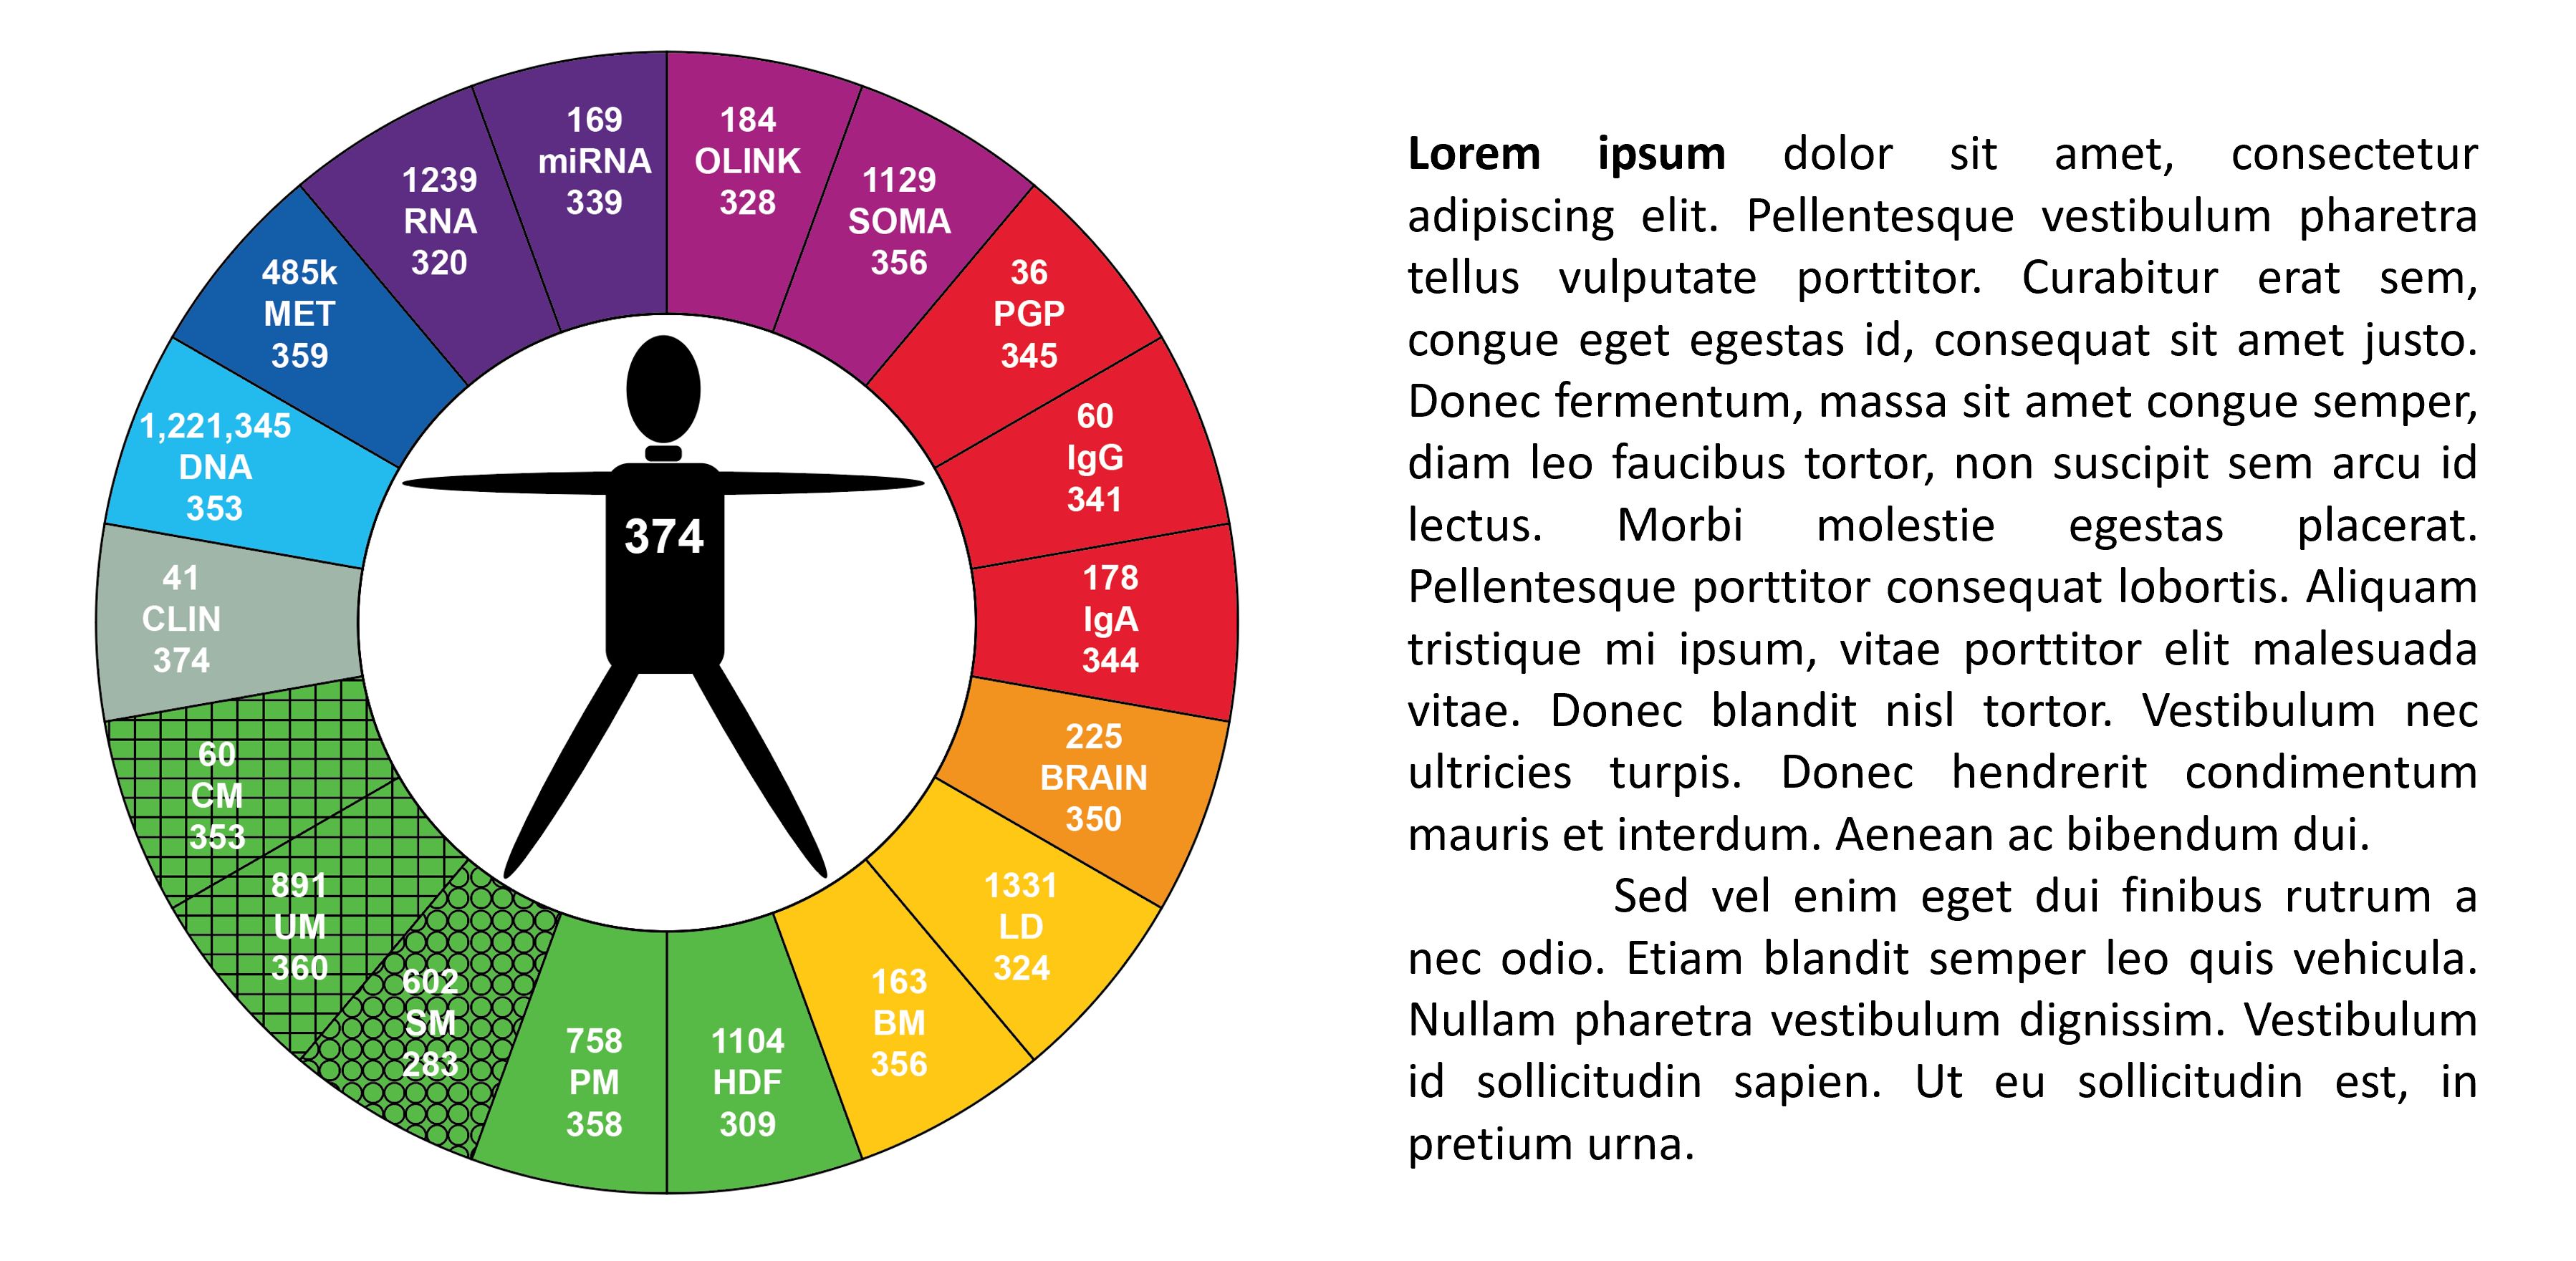 169
miRNA
339
184
OLINK
328
1129
SOMA
356
36
PGP
345
60
IgG
341
178
IgA
344
225
BRAIN
350
1331
LD
324
163
BM
356
1104
HDF
309
758
PM
358
602
SM
283
891
UM
360
60
CM
353
41
CLIN
374
1,221,345
DNA
353
485k
MET
359
1239
RNA
320
374
Lorem ipsum dolor sit amet, consectetur
adipiscing elit. Pellentesque vestibulum pharetra
tellus vulputate porttitor. Curabitur erat sem,
congue eget egestas id, consequat sit amet justo.
Donec fermentum, massa sit amet congue semper,
diam leo faucibus tortor, non suscipit sem arcu id
lectus. Morbi molestie egestas placerat.
Pellentesque porttitor consequat lobortis. Aliquam
tristique mi ipsum, vitae porttitor elit malesuada
vitae. Donec blandit nisl tortor. Vestibulum nec
ultricies turpis. Donec hendrerit condimentum
mauris et interdum. Aenean ac bibendum dui.
Sed vel enim eget dui finibus rutrum a
nec odio. Etiam blandit semper leo quis vehicula.
Nullam pharetra vestibulum dignissim. Vestibulum
id sollicitudin sapien. Ut eu sollicitudin est, in
pretium urna.